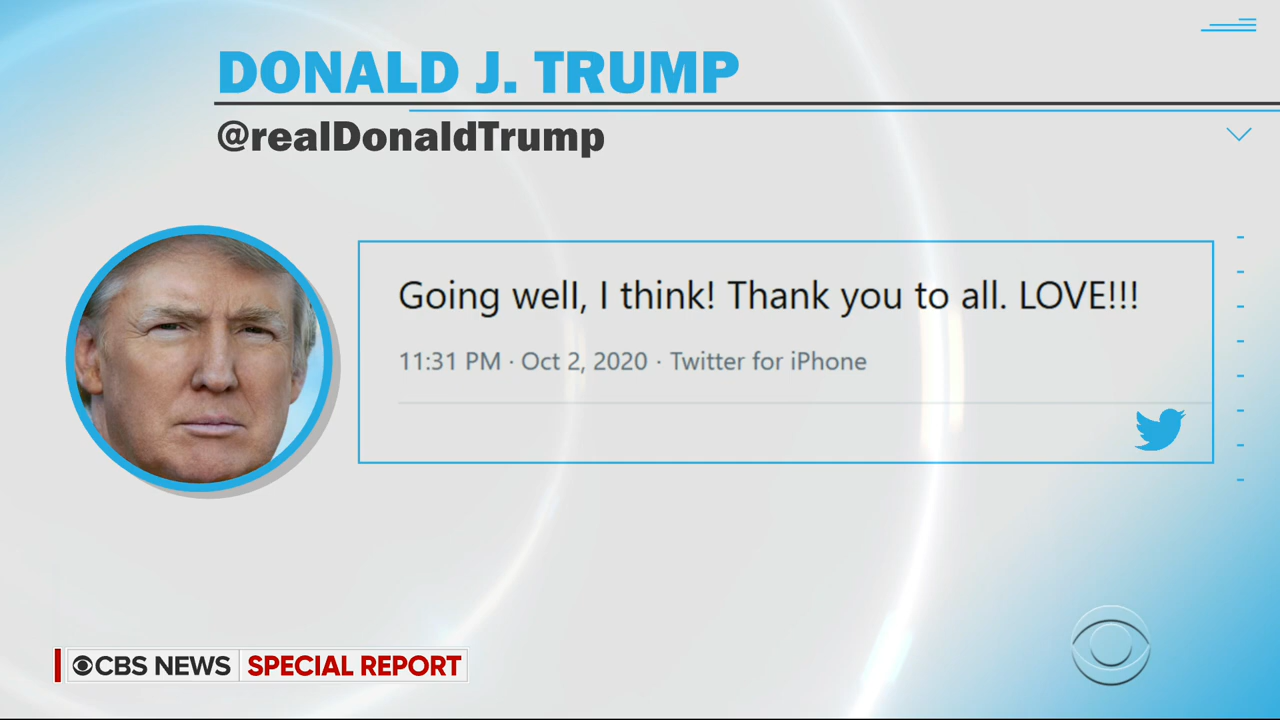 DONALD J. TRUMP
@realDonaldTrump
Going well, I think! Thank you to all. LOVE!!!
11:31 PM · Oct 2, 2020 · Twitter for iPhone
CBS NEWS SPECIAL REPORT